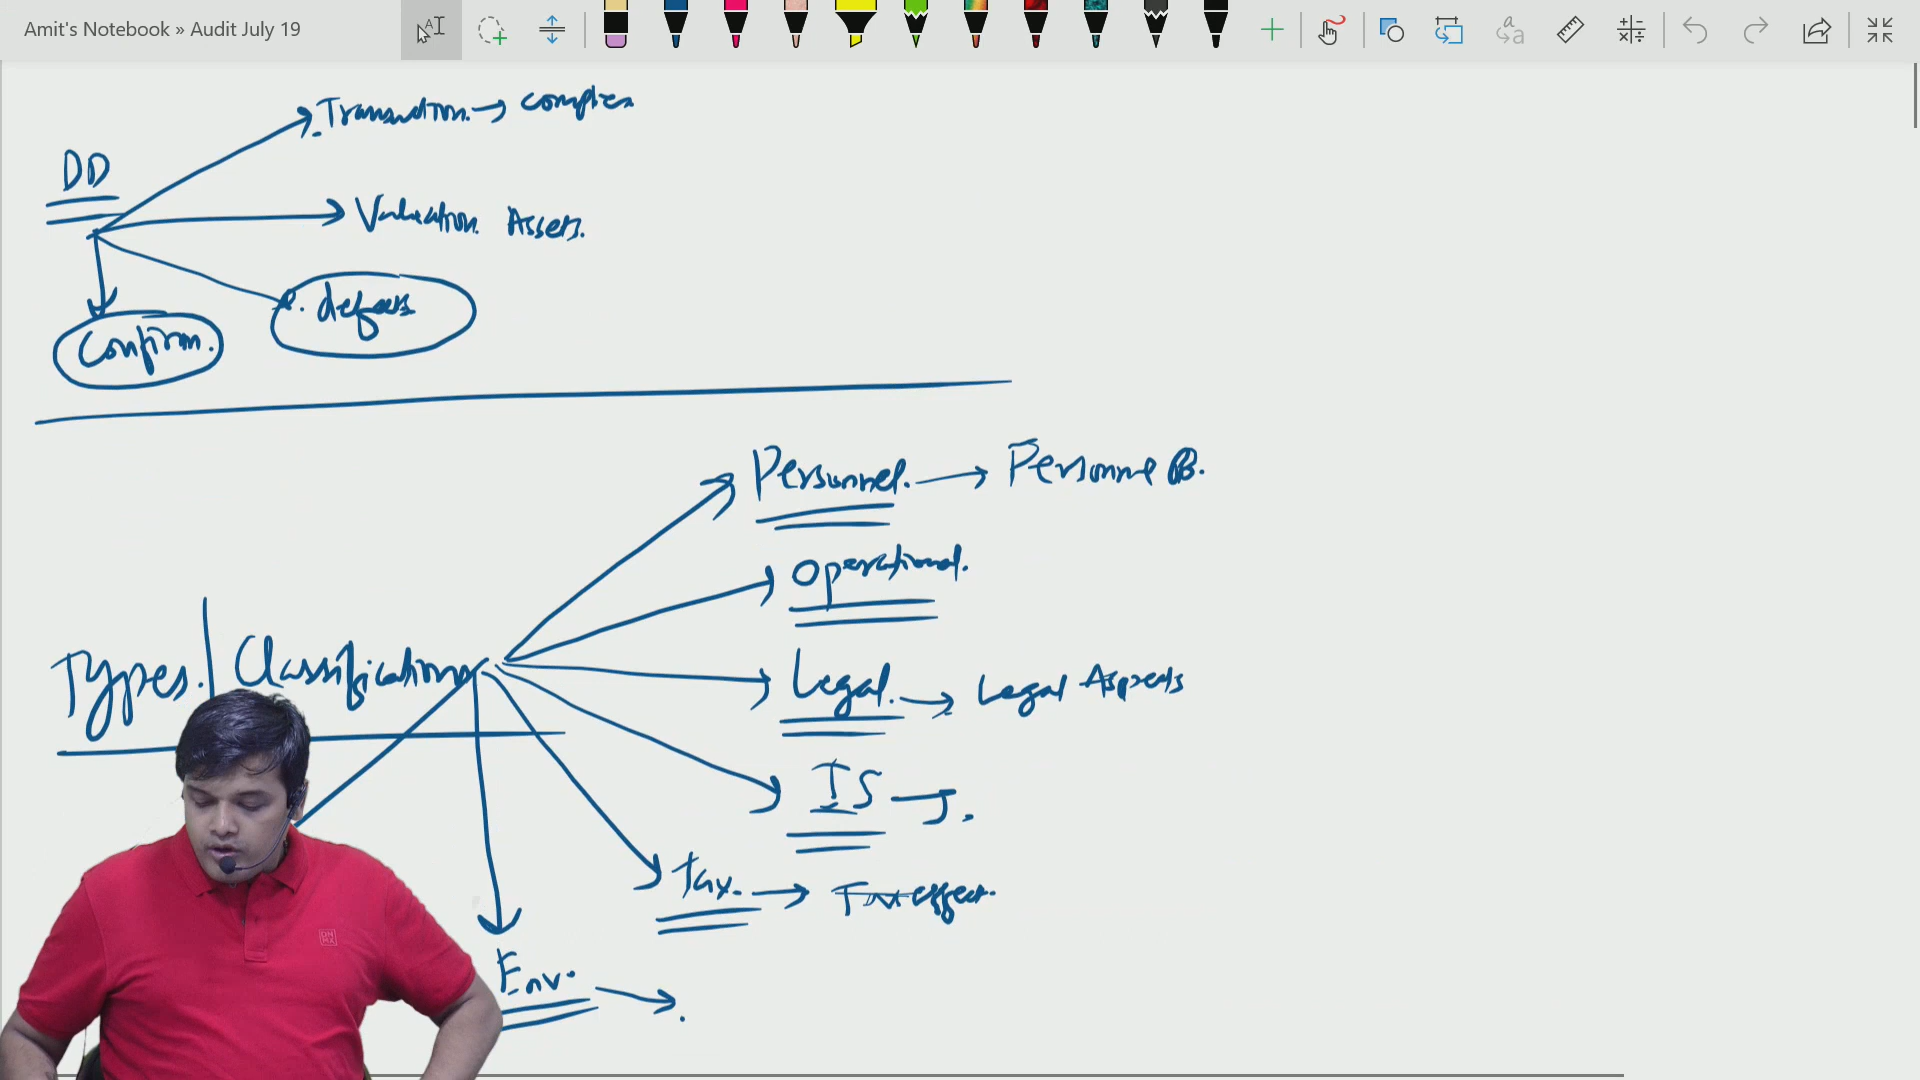 Amit's Notebook » Audit July 19
Transaction. → complex
DD
Valuation Assets.
defects
Confirm.
Personnel. → Personnel
Operational.
Legal. → Legal Aspects
Types. | Classification
IS
Tax. → Tax effect.
Env. →